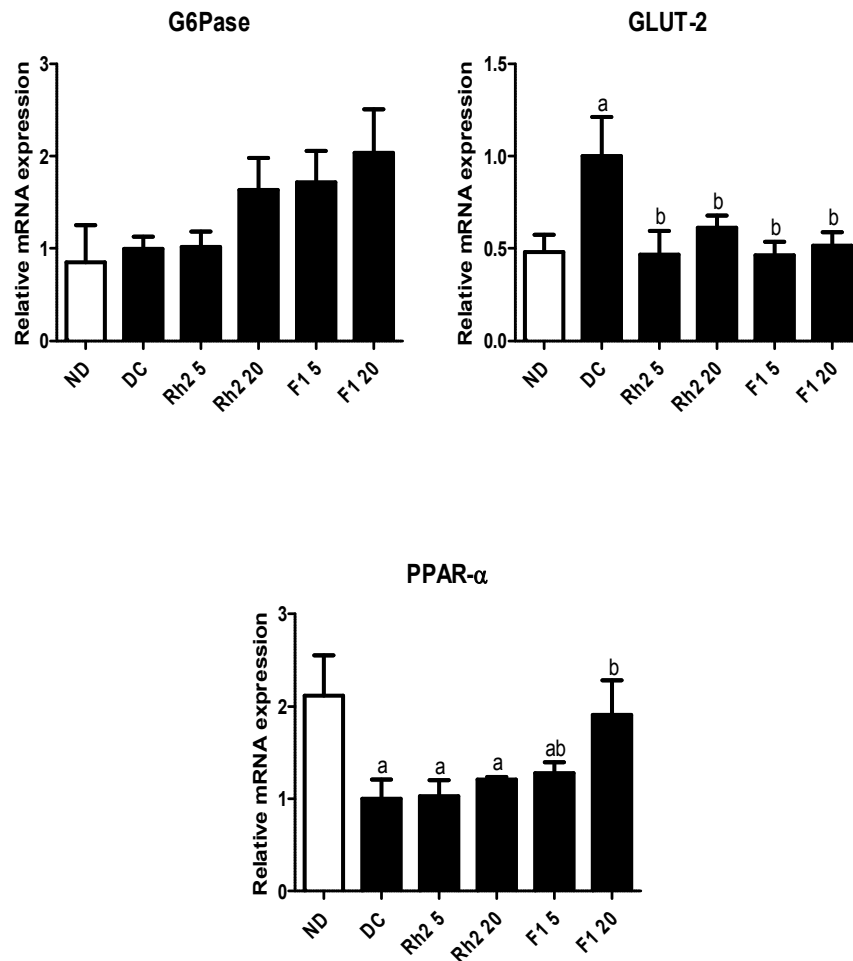 G6Pase
Relative mRNA expression
3
2
1
0
ND
DC
Rh2 5
Rh2 20
F1 5
F1 20
GLUT-2
Relative mRNA expression
1.5
1.0
0.5
0.0
a
b
b
b
b
ND
DC
Rh2 5
Rh2 20
F1 5
F1 20
PPAR-α
Relative mRNA expression
3
2
1
0
a
a
a
ab
b
ND
DC
Rh2 5
Rh2 20
F1 5
F1 20